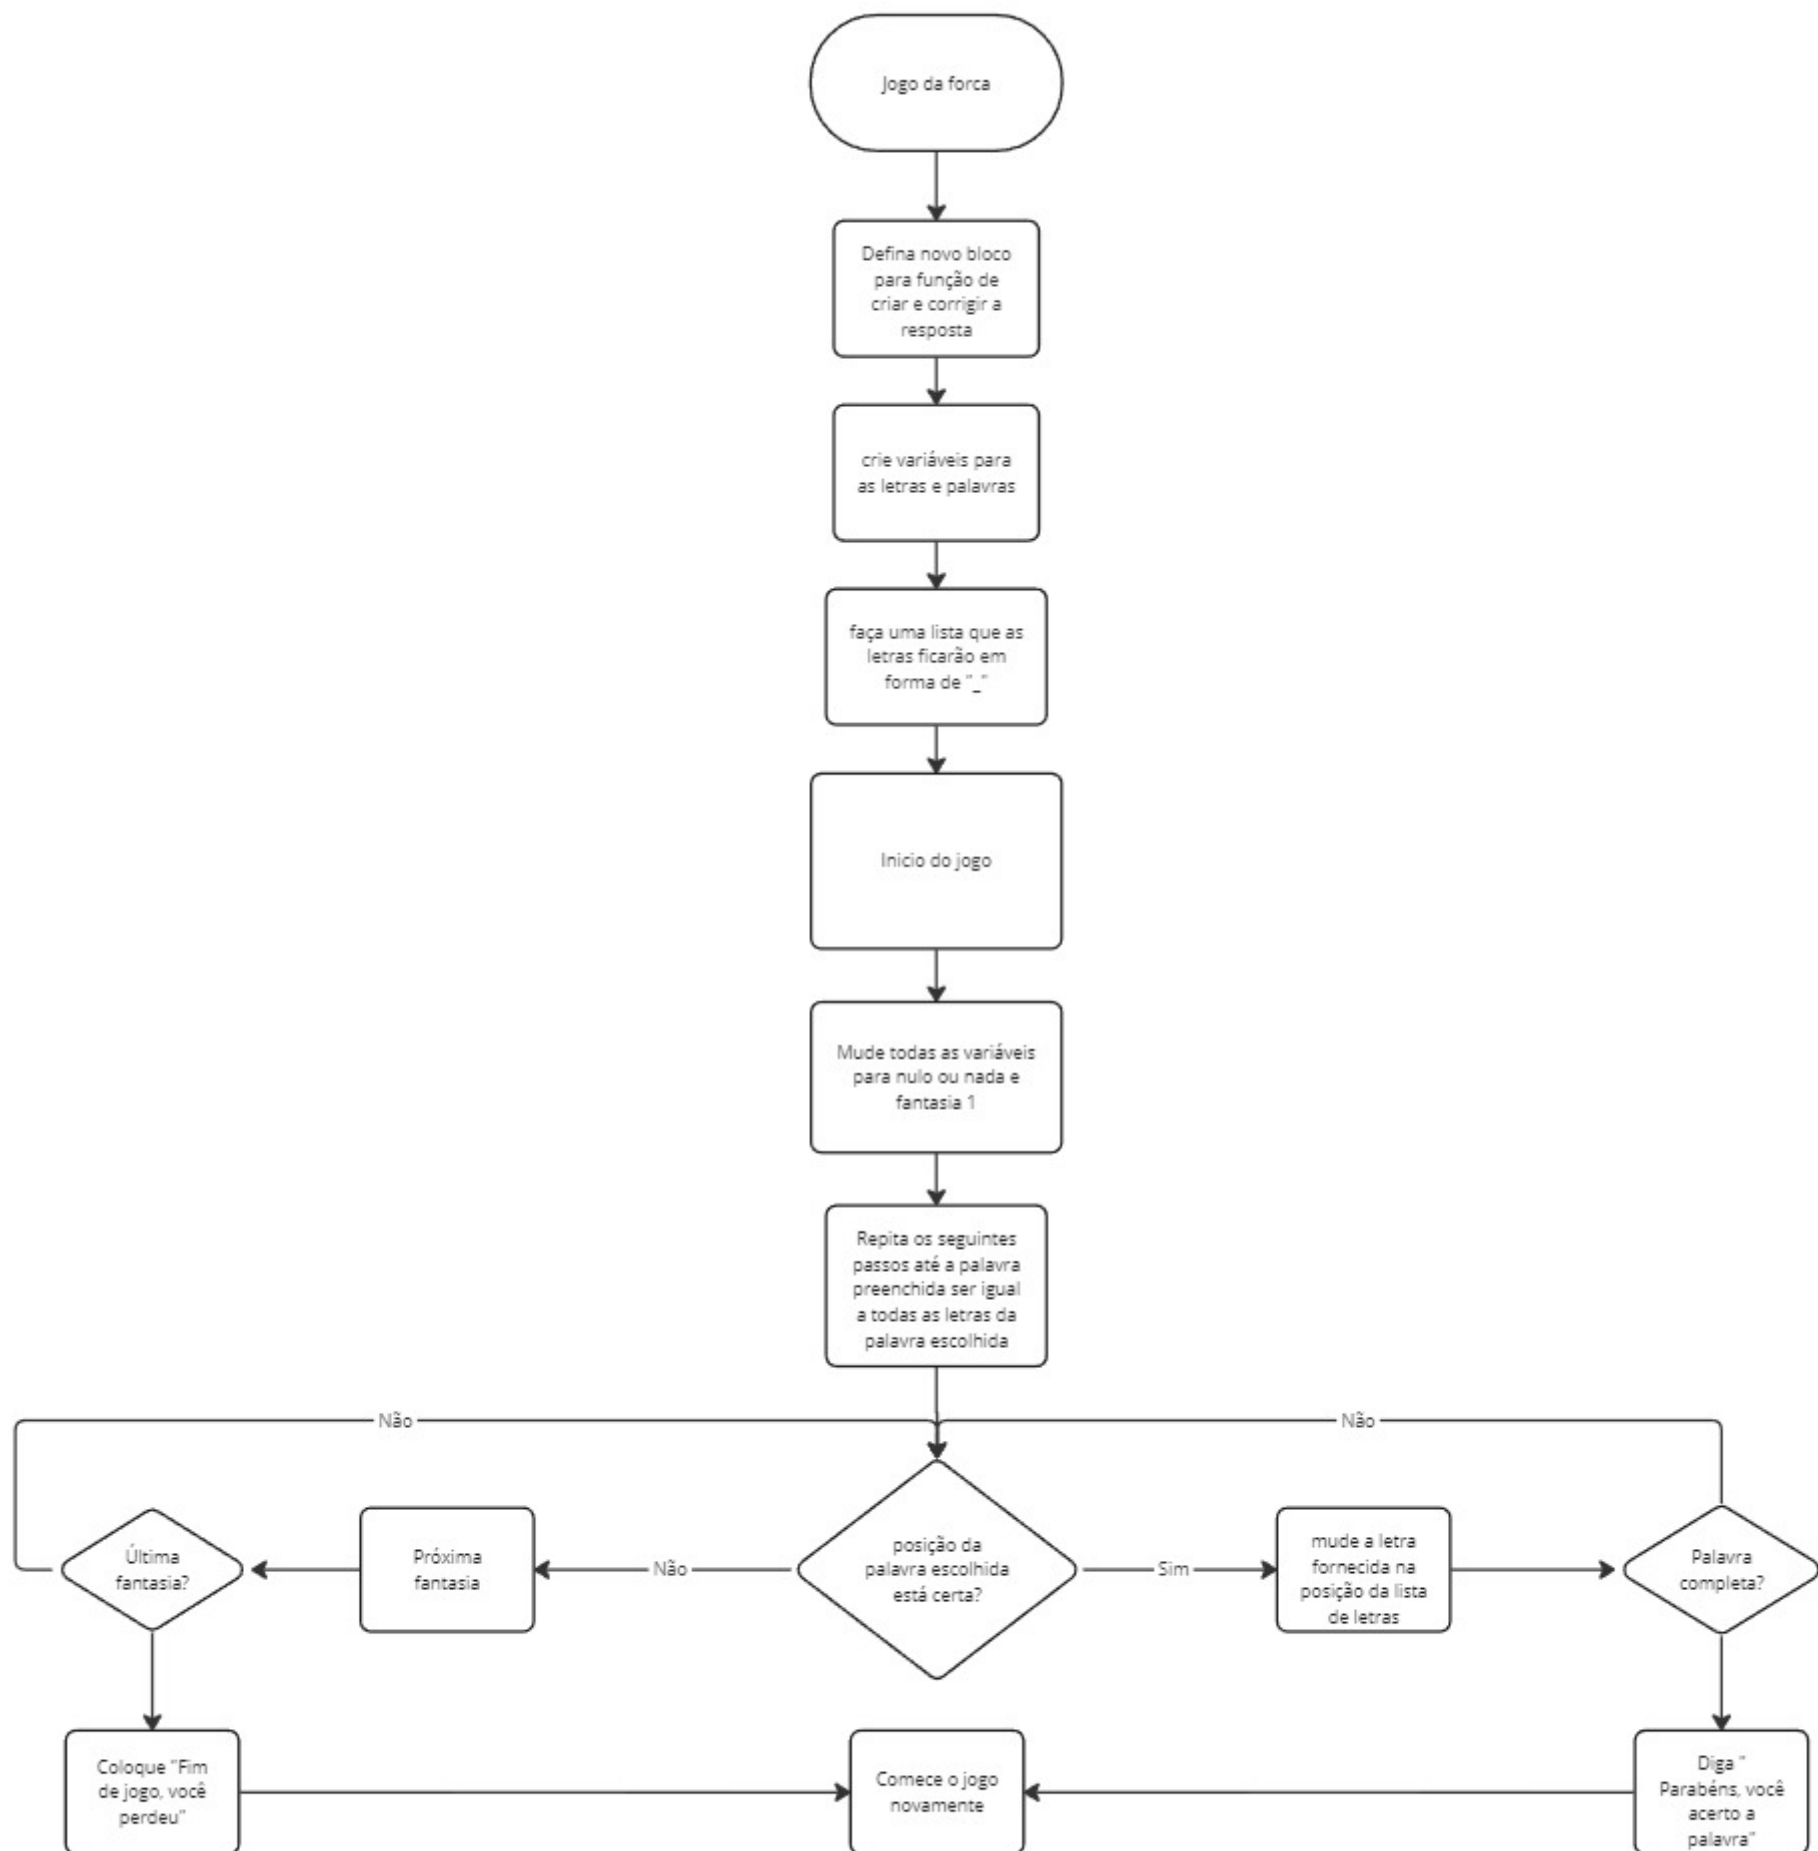 Jogo da forca
Defina novo bloco
para função de
criar e corrigir a
resposta
crie variáveis para
as letras e palavras
faça uma lista que as
letras ficarão em
forma de "_"
Inicio do jogo
Mude todas as variáveis
para nulo ou nada e
fantasia 1
Repita os seguintes
passos até a palavra
preenchida ser igual
a todas as letras da
palavra escolhida
Não
Não
Última
fantasia?
Próxima
fantasia
Não
posição da
palavra escolhida
está certa?
Sim
mude a letra
fornecida na
posição da lista
de letras
Palavra
completa?
Coloque "Fim
de jogo, você
perdeu"
Comece o jogo
novamente
Diga "
Parabéns, você
acerto a
palavra"